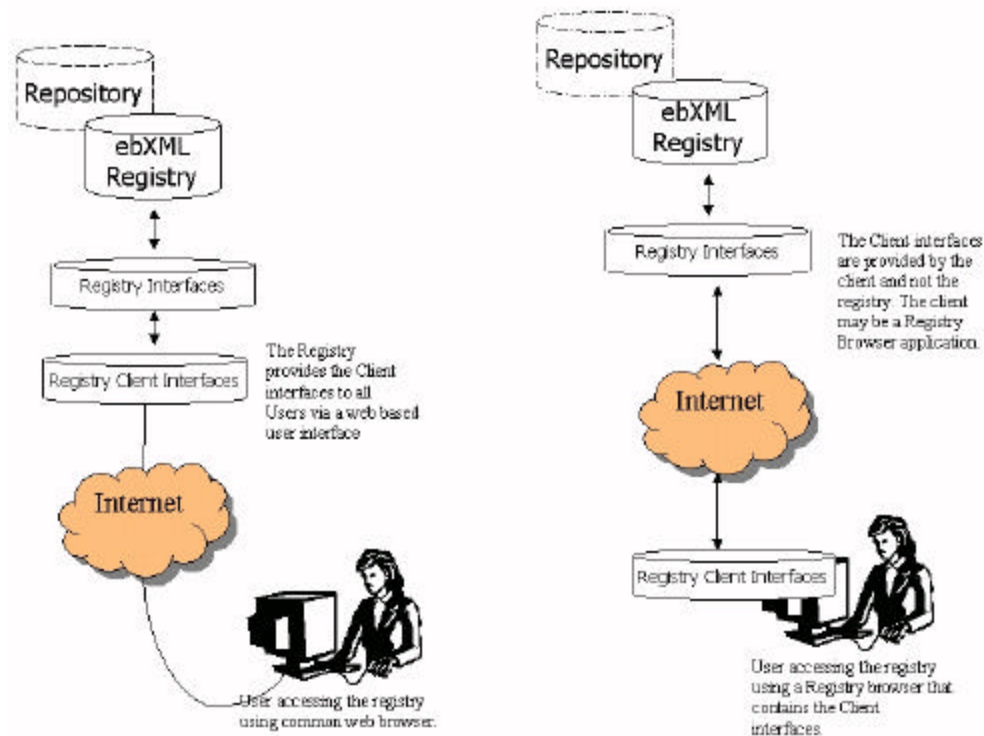 Repository
ebXML
Registry
Registry Interfaces
Registry Client Interfaces
The Registry
provides the Client
interfaces to all
Users via a web based
user interface
Internet
User accessing the registry
using common web browser.
Repository
ebXML
Registry
Registry Interfaces
The Client interfaces
are provided by the
client and not the
registry. The client
may be a Registry
Browser application.
Internet
Registry Client Interfaces
User accessing the registry
using a Registry browser that
contains the Client
interfaces.